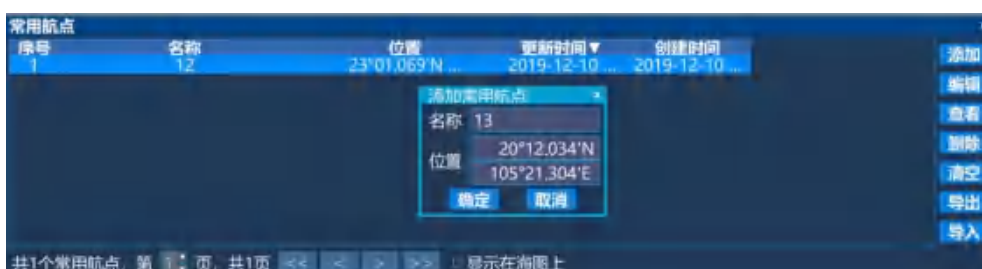 常用航点
序号 名称 位置 更新时间▼ 创建时间
1 12 23°01.069'N ... 2019-12-10 ... 2019-12-10 ...
添加
编辑
查看
删除
清空
导出
导入
添加常用航点 ×
名称 13
位置 20°12.034'N
105°21.304'E
确定 取消
共1个常用航点, 第 1 页, 共1页 << < > >> 显示在海图上